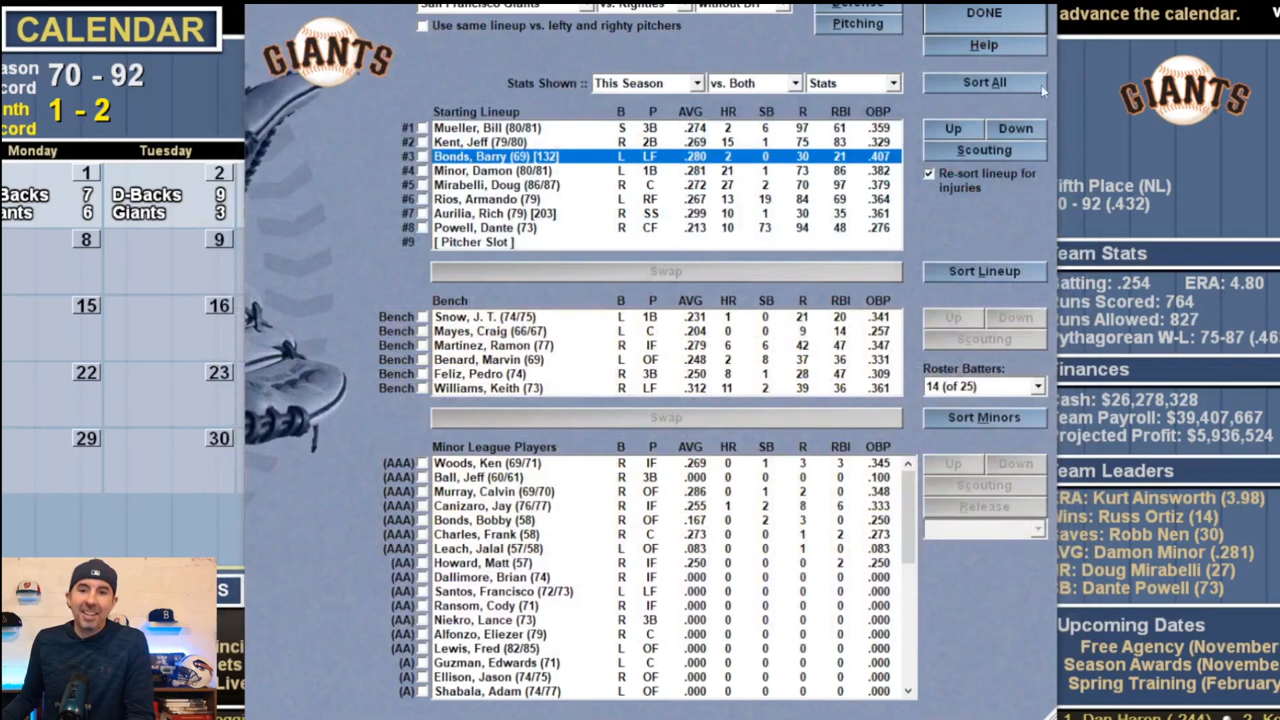 CALENDAR
ason 70 - 92
cord
onth 1 - 2
cord
Monday Tuesday
1 2
Backs 7 D-Backs 9
ants 6 Giants 3
8 9
15 16
22 23
29 30
GIANTS
San Francisco Giants vs. Righties Without DH
Use same lineup vs. lefty and righty pitchers
Defense
Pitching
DONE
Help
Stats Shown :: This Season vs. Both Stats
Sort All
Starting Lineup B P AVG HR SB R RBI OBP
#1 Mueller, Bill (80/81) S 3B .274 2 6 97 61 .359
#2 Kent, Jeff (79/80) R 2B .269 15 1 75 83 .329
#3 Bonds, Barry (69) [132] L LF .280 2 0 30 21 .407
#4 Minor, Damon (80/81) L 1B .281 21 1 73 86 .382
#5 Mirabelli, Doug (86/87) R C .272 27 2 70 97 .379
#6 Rios, Armando (79) L RF .267 13 19 84 69 .364
#7 Aurilia, Rich (79) [203] R SS .299 10 1 30 35 .361
#8 Powell, Dante (73) R CF .213 10 73 94 48 .276
#9 [ Pitcher Slot ]
Up Down
Scouting
Re-sort lineup for
injuries
Swap
Sort Lineup
Bench B P AVG HR SB R RBI OBP
Bench Snow, J. T. (74/75) L 1B .231 1 0 21 20 .341
Bench Mayes, Craig (66/67) L C .204 0 0 9 14 .257
Bench Martinez, Ramon (77) R IF .279 6 6 42 47 .347
Bench Benard, Marvin (69) L OF .248 2 8 37 36 .331
Bench Feliz, Pedro (74) R 3B .250 8 1 28 47 .309
Bench Williams, Keith (73) R LF .312 11 2 39 36 .361
Up Down
Scouting
Roster Batters:
14 (of 25)
Swap
Sort Minors
Minor League Players B P AVG HR SB R RBI OBP
(AAA) Woods, Ken (69/71) R IF .269 0 1 3 3 .345
(AAA) Ball, Jeff (60/61) R 3B .000 0 0 0 0 .100
(AAA) Murray, Calvin (69/70) R OF .286 0 1 2 0 .348
(AAA) Canizaro, Jay (76/77) R IF .255 1 2 8 6 .333
(AAA) Bonds, Bobby (58) R OF .167 0 2 3 0 .250
(AAA) Charles, Frank (58) R C .273 0 0 1 2 .273
(AAA) Leach, Jalal (57/58) L OF .083 0 0 1 0 .083
(AA) Howard, Matt (57) R IF .250 0 0 2 .250
(AA) Dallimore, Brian (74) R IF .000 0 0 0 0 .000
(AA) Santos, Francisco (72/73) L IF .000 0 0 0 0 .000
(AA) Ransom, Cody (71) R IF .000 0 0 0 0 .000
(AA) Niekro, Lance (73) R 3B .000 0 0 0 0 .000
(AA) Alfonzo, Eliezer (79) R C .000 0 0 0 0 .000
(AA) Lewis, Fred (82/85) L OF .000 0 0 0 0 .000
(A) Guzman, Edwards (71) L C .000 0 0 0 0 .000
(A) Ellison, Jason (74/75) R OF .000 0 0 0 0 .000
(A) Shabala, Adam (74/77) L OF .000 0 0 0 0 .000
Up Down
Scouting
Release
advance the calendar.
GIANTS
ifth Place (NL)
0 - 92 (.432)
eam Stats
atting: .254 ERA: 4.80
uns Scored: 764
uns Allowed: 827
ythagorean W-L: 75-87 (.46
inances
ash: $26,278,328
eam Payroll: $39,407,667
rojected Profit: $5,936,524
eam Leaders
RA: Kurt Ainsworth (3.98)
ins: Russ Ortiz (14)
aves: Robb Nen (30)
VG: Damon Minor (.281)
R: Doug Mirabelli (27)
B: Dante Powell (73)
pcoming Dates
Free Agency (November
Season Awards (Novembe
Spring Training (February
1. Dan Haren (.244)